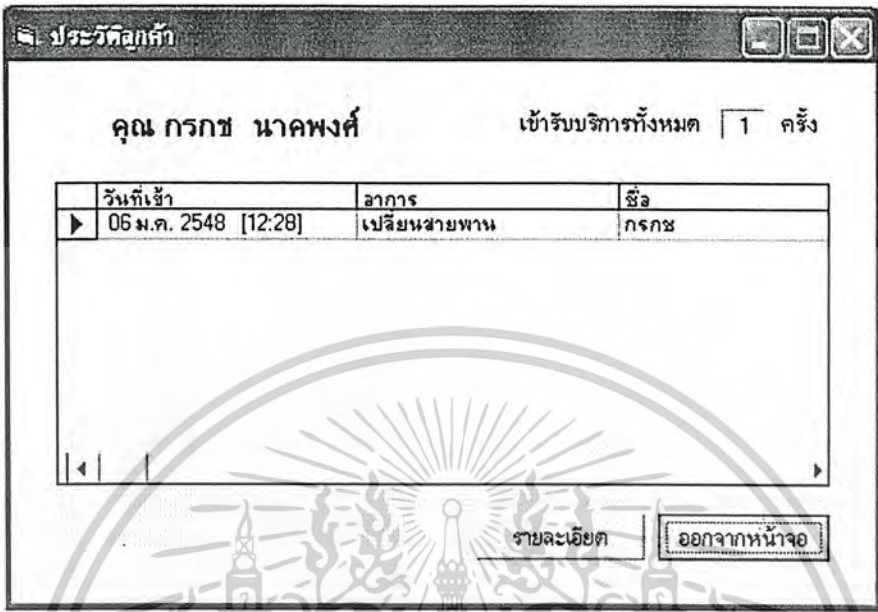 ประวัติลูกค้า
คุณ กรกช นาคพงศ์ เข้ารับบริการทั้งหมด 1 ครั้ง
วันที่เข้า อาการ ชื่อ
06 ม.ค. 2548 [12:28] เปลี่ยนสายพาน กรกช
รายละเอียด ออกจากหน้าจอ